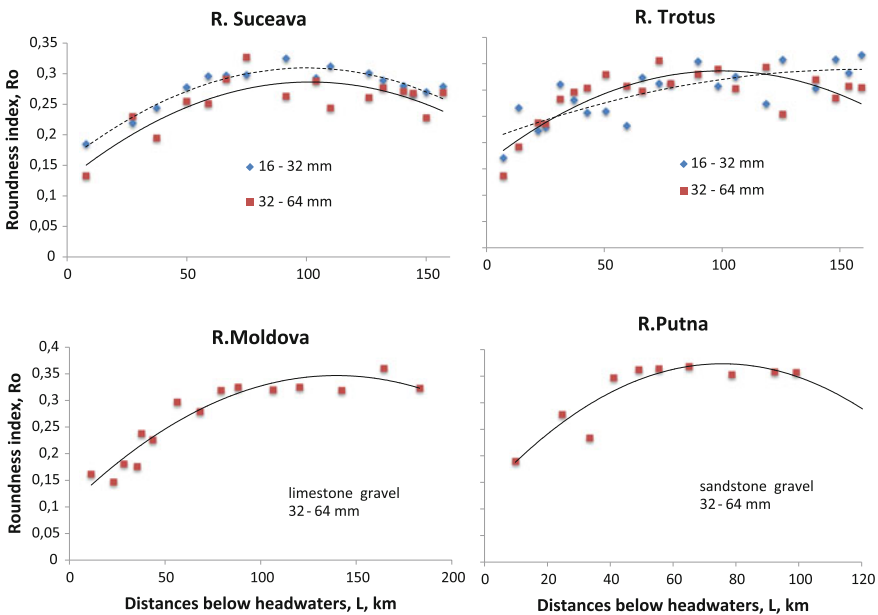 R. Suceava
R. Trotus
Roundness index, Ro
0,35
0,3
0,25
0,2
0,15
0,1
0,05
0
16 - 32 mm
32 - 64 mm
0 50 100 150
16 - 32 mm
32 - 64 mm
0 50 100 150
R.Moldova
R.Putna
Roundness index, Ro
0,4
0,35
0,3
0,25
0,2
0,15
0,1
0,05
0
limestone gravel
32 - 64 mm
0 50 100 150 200
Distances below headwaters, L, km
sandstone gravel
32 - 64 mm
0 20 40 60 80 100 120
Distances below headwaters, L, km